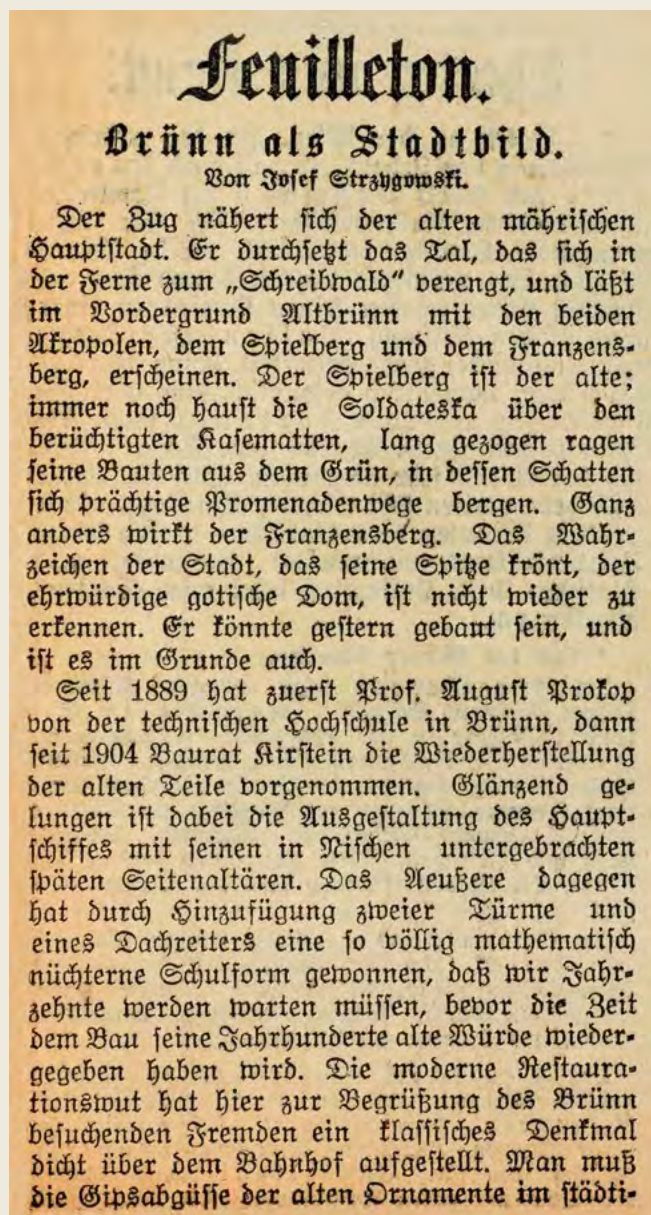 Feuilleton.
Brünn als Stadtbild.
Von Josef Strzygowski.
Der Zug nähert sich der alten mährischen
Hauptstadt. Er durchsetzt das Tal, das sich in
der Ferne zum „Schreibwald“ verengt, und läßt
im Vordergrund Altbrünn mit den beiden
Akropolen, dem Spielberg und dem Franzens-
berg, erscheinen. Der Spielberg ist der alte;
immer noch haust die Soldateska über den
berüchtigten Kasematten, lang gezogen ragen
seine Bauten aus dem Grün, in dessen Schatten
sich prächtige Promenadenwege bergen. Ganz
anders wirkt der Franzensberg. Das Wahr-
zeichen der Stadt, das seine Spitze krönt, der
ehrwürdige gotische Dom, ist nicht wieder zu
erkennen. Er könnte gestern gebaut sein, und
ist es im Grunde auch.
Seit 1889 hat zuerst Prof. August Prokop
von der technischen Hochschule in Brünn, dann
seit 1904 Baurat Kirstein die Wiederherstellung
der alten Teile vorgenommen. Glänzend ge-
lungen ist dabei die Ausgestaltung des Haupt-
schiffes mit seinen in Nischen untergebrachten
späten Seitenaltären. Das Aeußere dagegen
hat durch Hinzufügung zweier Türme und
eines Dachreiters eine so völlig mathematisch
nüchterne Schulform gewonnen, daß wir Jahr-
zehnte werden warten müssen, bevor die Zeit
dem Bau seine Jahrhunderte alte Würde wieder-
gegeben haben wird. Die moderne Restaura-
tionswut hat hier zur Begrüßung des Brünn
besuchenden Fremden ein klassisches Denkmal
dicht über dem Bahnhof aufgestellt. Man muß
die Gipsabgüsse der alten Ornamente im städti-